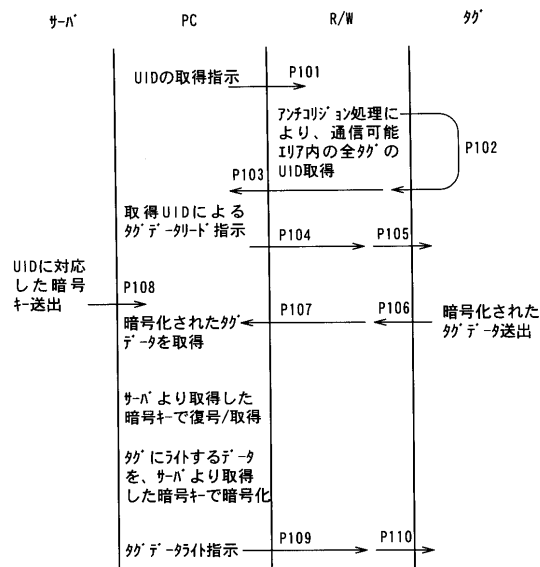 ｻｰﾊﾞ
PC
R/W
ﾀｸﾞ
UIDの取得指示
P101
ｱﾝﾁｺﾘｼﾞｮﾝ処理に
より、通信可能
ｴﾘｱ内の全ﾀｸﾞの
UID取得
P102
P103
取得UIDによる
ﾀｸﾞﾃﾞｰﾀﾘｰﾄﾞ指示
P104
P105
UIDに対応
した暗号
ｷｰ送出
P108
P107
P106
暗号化された
ﾀｸﾞﾃﾞｰﾀ送出
暗号化されたﾀｸﾞ
ﾃﾞｰﾀを取得
ｻｰﾊﾞより取得した
暗号ｷｰで復号/取得
ﾀｸﾞにﾗｲﾄするﾃﾞｰﾀ
を、ｻｰﾊﾞより取得
した暗号ｷｰで暗号化
ﾀｸﾞﾃﾞｰﾀﾗｲﾄ指示
P109
P110